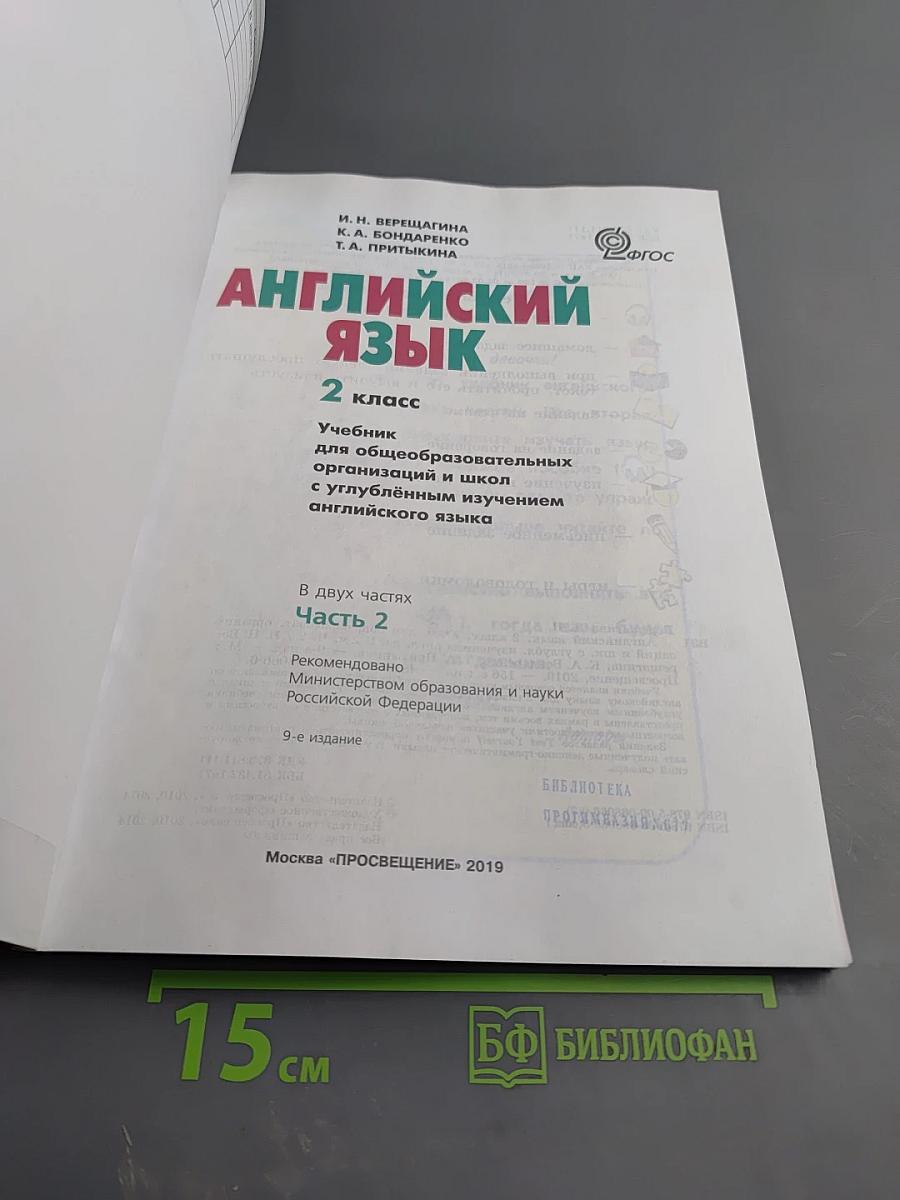 И. Н. ВЕРЕЩАГИНА
К. А. БОНДАРЕНКО
Т. А. ПРИТЫКИНА
ФГОС
АНГЛИЙСКИЙ
ЯЗЫК
2 класс
Учебник
для общеобразовательных
организаций и школ
с углублённым изучением
английского языка
В двух частях
Часть 2
Рекомендовано
Министерством образования и науки
Российской Федерации
9-е издание
БИБЛИОТЕКА
Москва «ПРОСВЕЩЕНИЕ» 2019
15 см
БФ БИБЛИОФАН